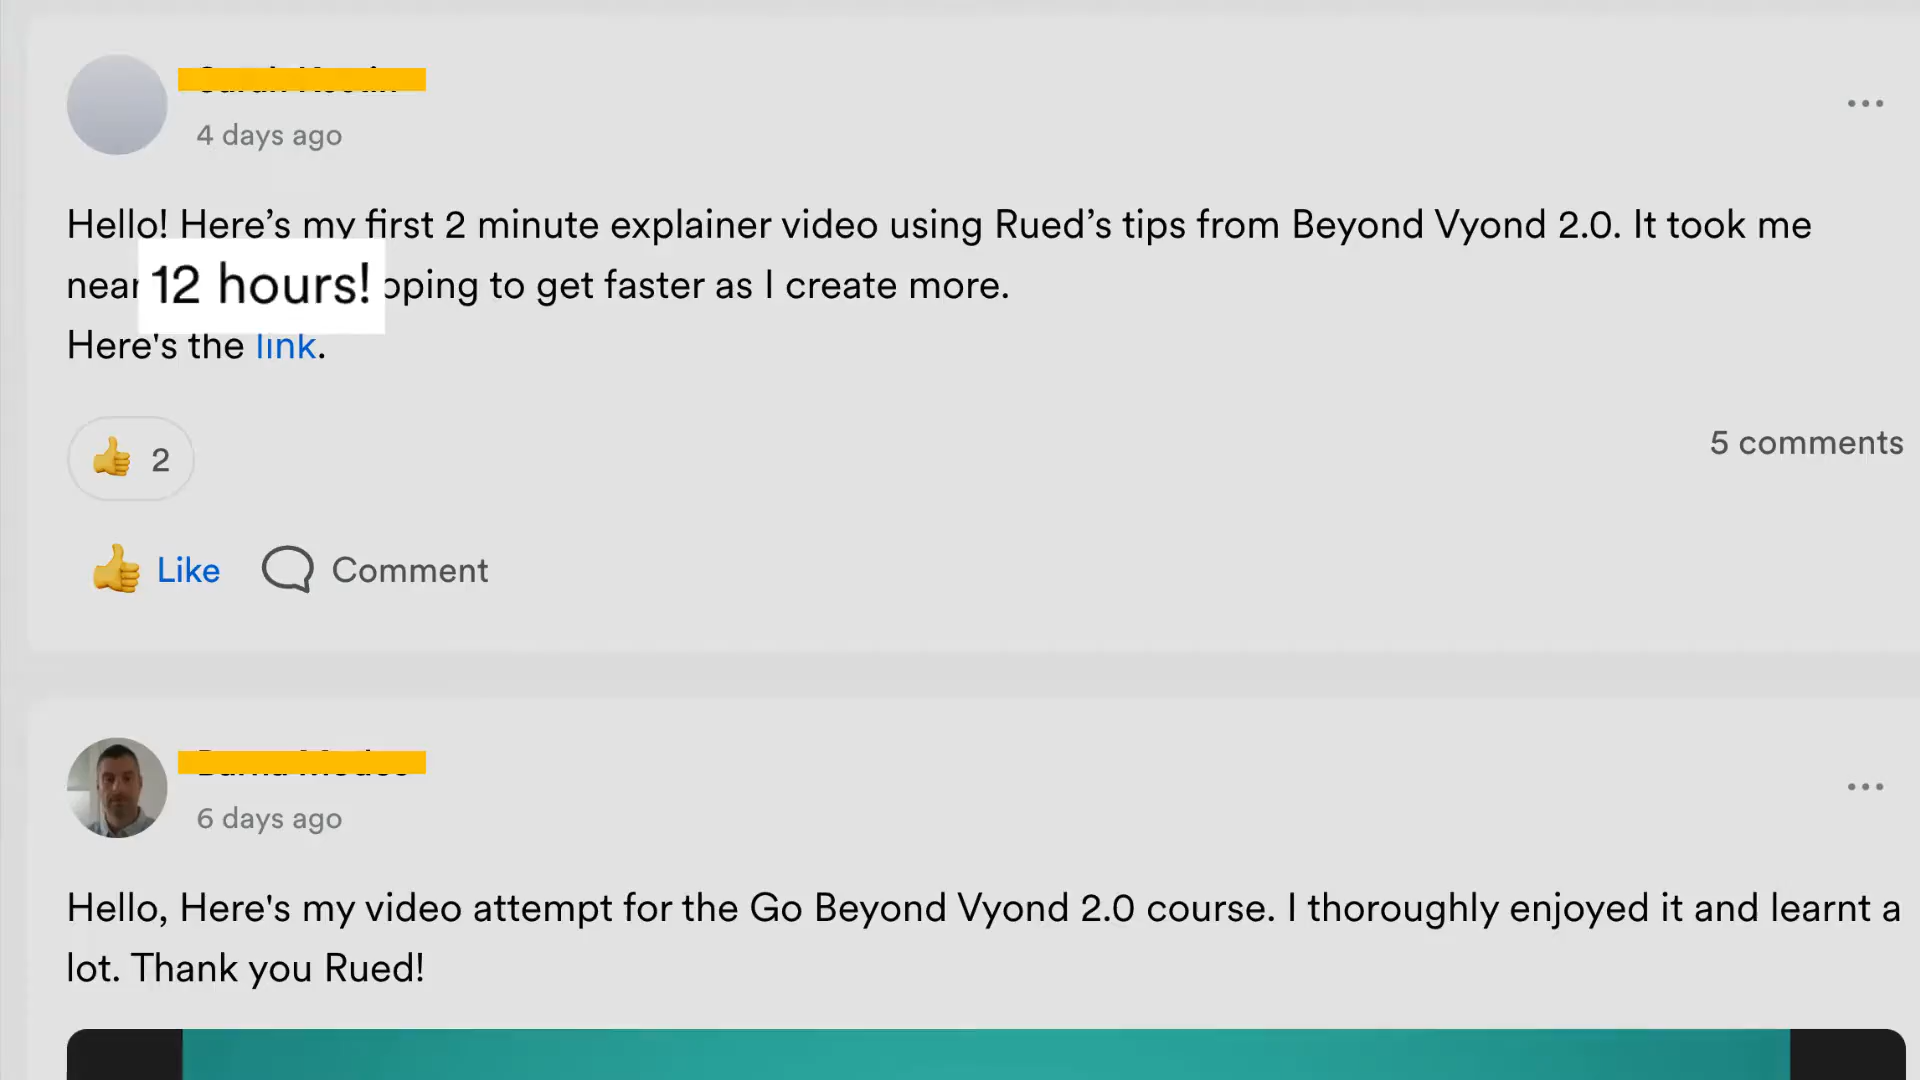 4 days ago
Hello! Here’s my first 2 minute explainer video using Rued’s tips from Beyond Vyond 2.0. It took me
12 hours! to get faster as I create more.
Here's the link.
2
5 comments
Like Comment
6 days ago
Hello, Here's my video attempt for the Go Beyond Vyond 2.0 course. I thoroughly enjoyed it and learnt a
lot. Thank you Rued!